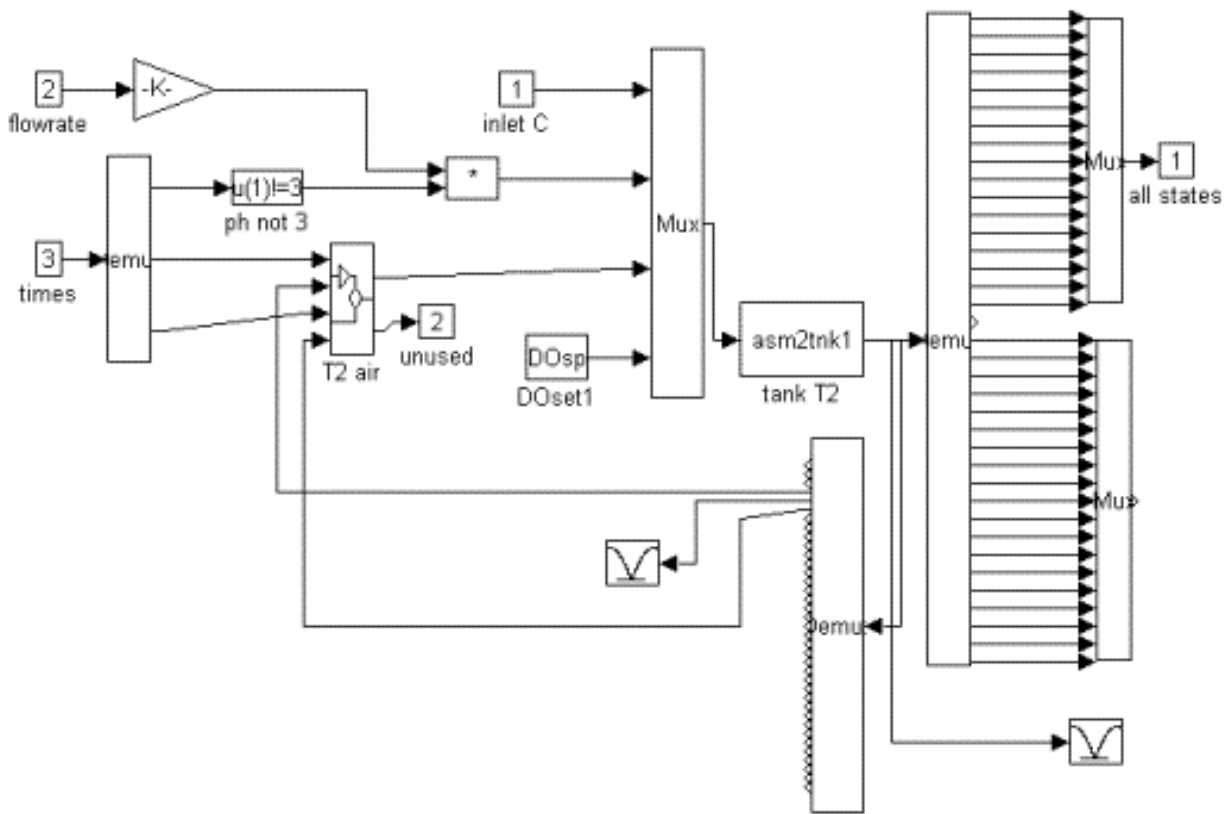 2
flowrate
-K-
1
inlet C
u(1)!=3
ph not 3
*
3
times
emu
T2 air
2
unused
DOsp
DOset1
Mux
asm2tnk1
tank T2
emu
Mux
1
all states
Mux
Demu